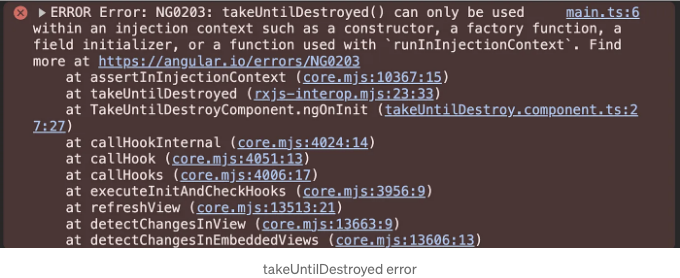 ▶ERROR Error: NG0203: takeUntilDestroyed() can only be used main.ts:6
within an injection context such as a constructor, a factory function, a
field initializer, or a function used with `runInInjectionContext`. Find
more at https://angular.io/errors/NG0203
at assertInInjectionContext (core.mjs:10367:15)
at takeUntilDestroyed (rxjs-interop.mjs:23:33)
at TakeUntilDestroyComponent.ngOnInit (takeUntilDestroy.component.ts:2
7:27)
at callHookInternal (core.mjs:4024:14)
at callHook (core.mjs:4051:13)
at callHooks (core.mjs:4006:17)
at executeInitAndCheckHooks (core.mjs:3956:9)
at refreshView (core.mjs:13513:21)
at detectChangesInView (core.mjs:13663:9)
at detectChangesInEmbeddedViews (core.mjs:13606:13)
takeUntilDestroyed error